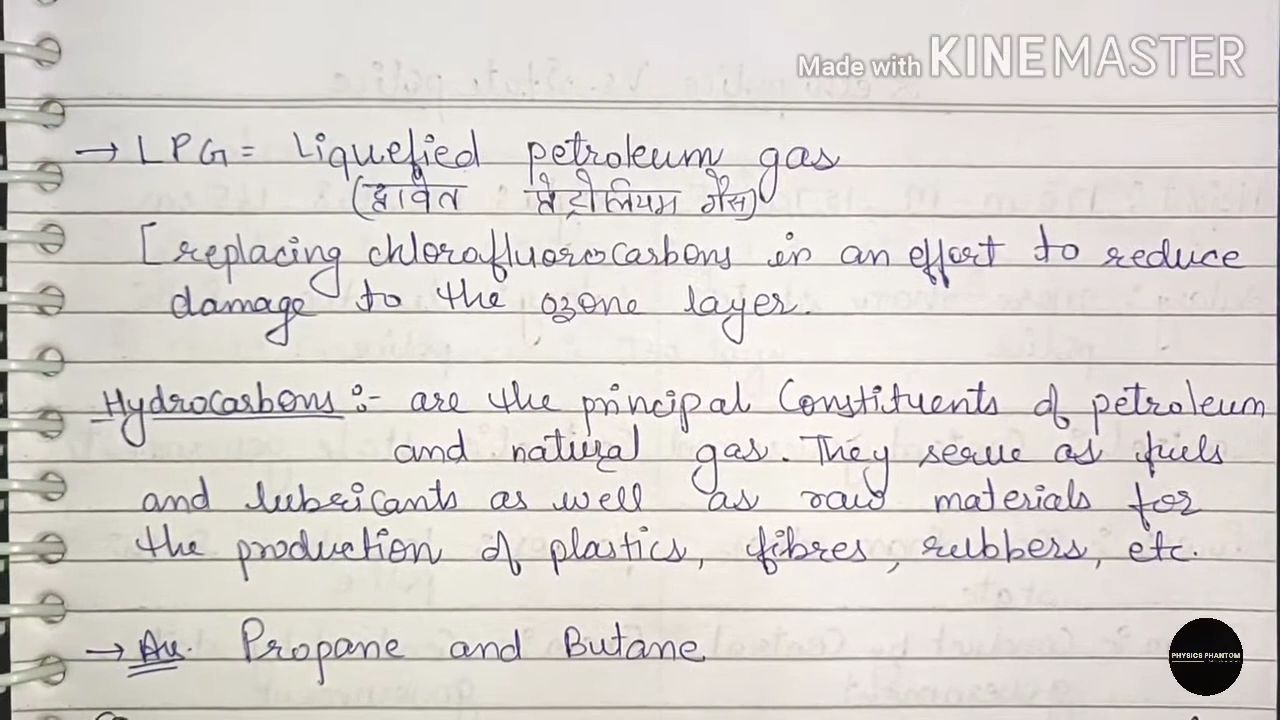 Made with KINEMASTER
→ LPG = Liquefied petroleum gas
(द्रावित पेट्रोलियम गैस)
[ replacing chlorofluorocarbons in an effort to reduce
damage to the ozone layer.
Hydrocarbons :- are the principal Constituents of petroleum
and natural gas. They serve as fuels
and lubricants as well as raw materials for
the production of plastics, fibres, rubbers, etc.
→ Ans. Propane and Butane
PHYSICS PHANTOM